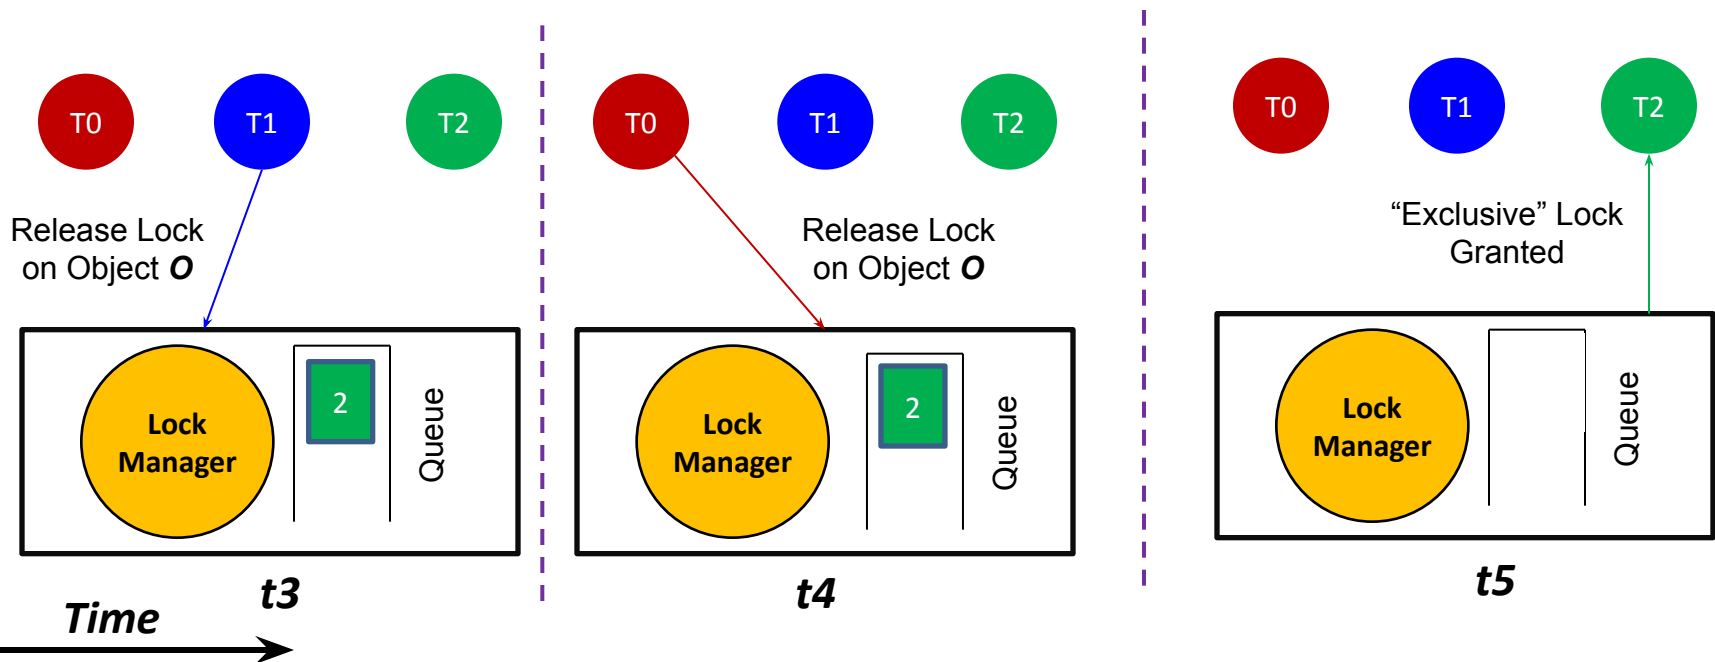 T0
T1
T2
Release Lock
on Object O
Lock
Manager
2
Queue
t3
T0
T1
T2
Release Lock
on Object O
Lock
Manager
2
Queue
t4
T0
T1
T2
“Exclusive” Lock
Granted
Lock
Manager
Queue
t5
Time